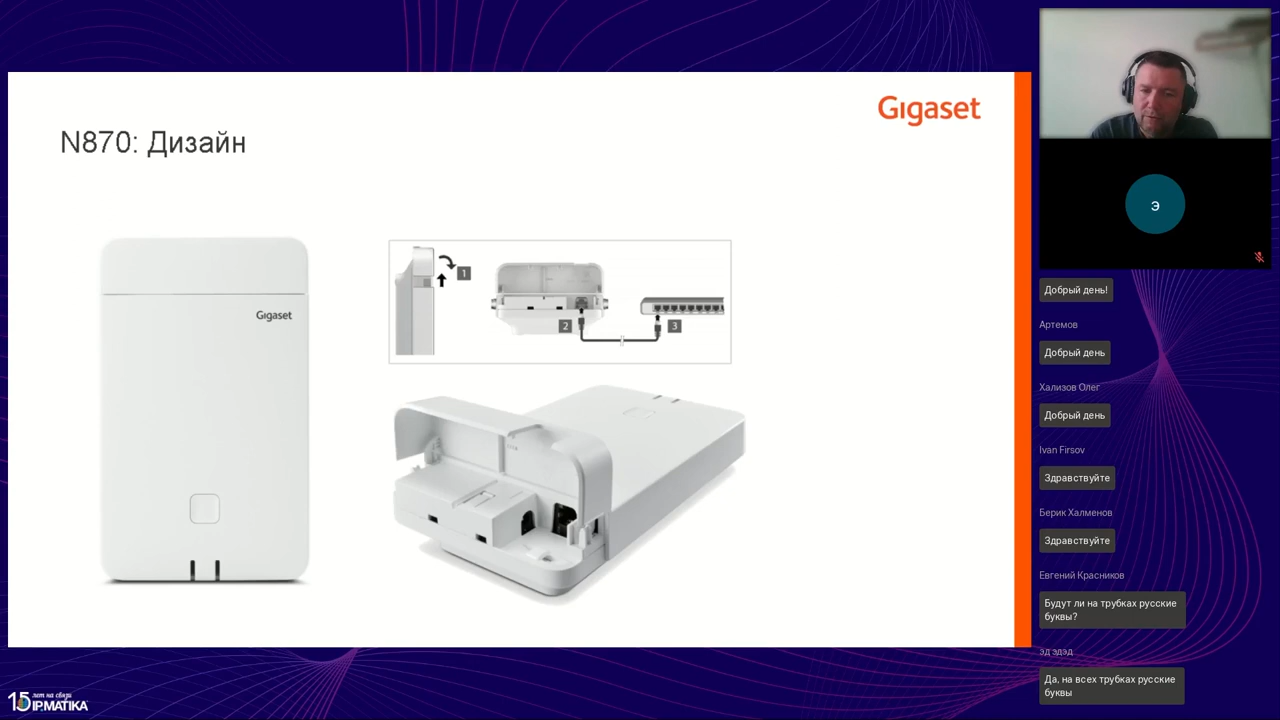 Gigaset
N870: Дизайн
Gigaset
1
2
3
Э
Добрый день!
Артемов
Добрый день
Хализов Олег
Добрый день
Ivan Firsov
Здравствуйте
Берик Халменов
Здравствуйте
Евгений Красников
Будут ли на трубках русские
буквы?
эд эдэд
Да, на всех трубках русские
буквы
15 лет на связи
IPMATIKA